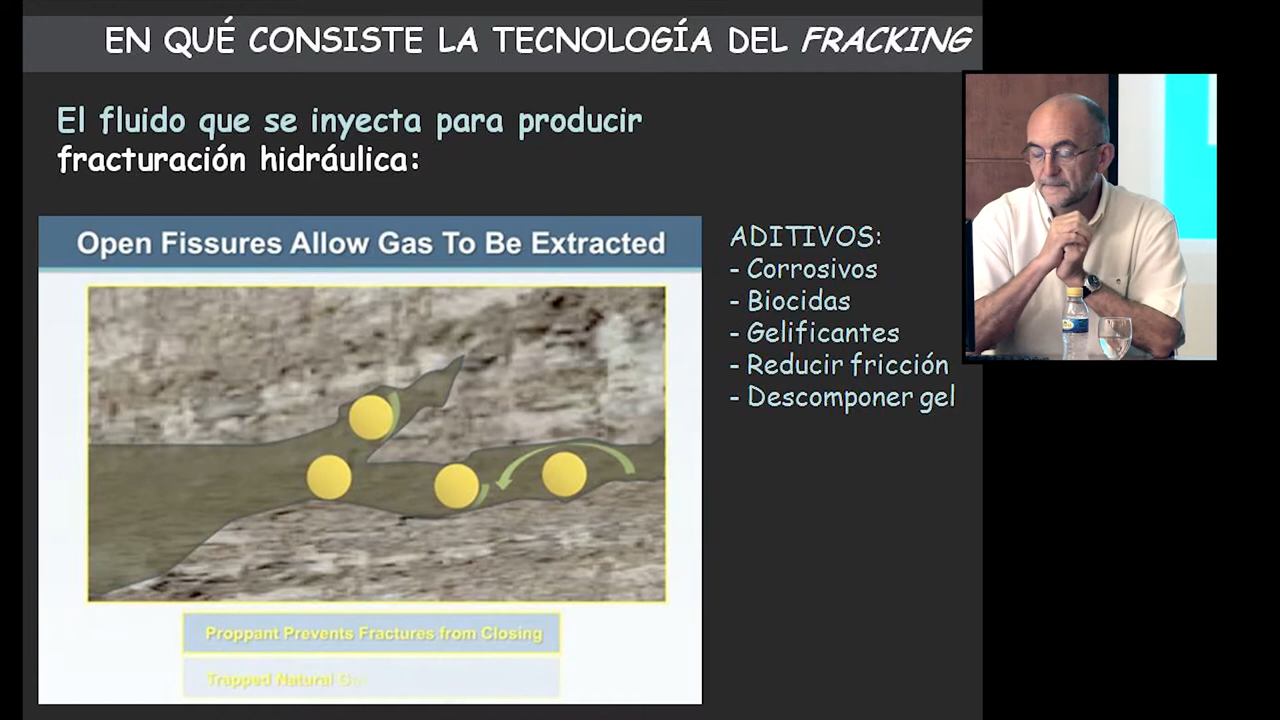 EN QUÉ CONSISTE LA TECNOLOGÍA DEL FRACKING
El fluido que se inyecta para producir
fracturación hidráulica:
Open Fissures Allow Gas To Be Extracted
Proppant Prevents Fractures from Closing
Trapped Natural
ADITIVOS:
- Corrosivos
- Biocidas
- Gelificantes
- Reducir fricción
- Descomponer gel